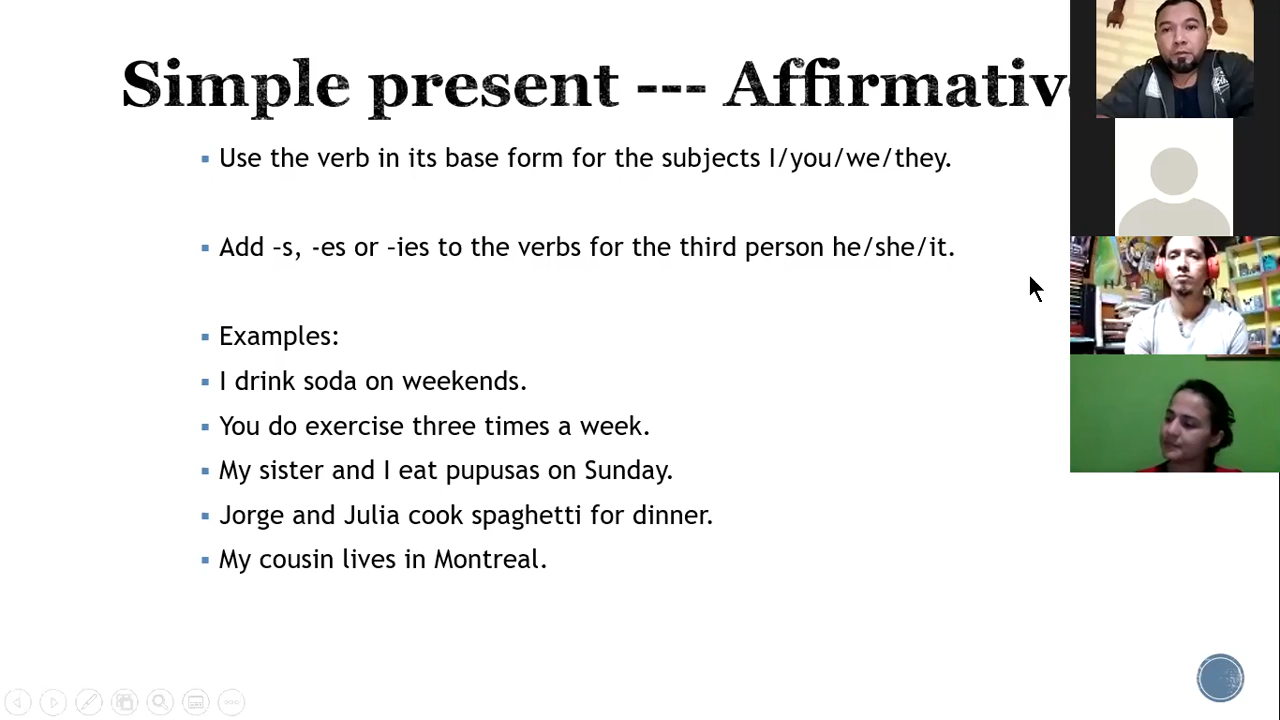 Simple present --- Affirmativ
Use the verb in its base form for the subjects I/you/we/they.
Add –s, -es or –ies to the verbs for the third person he/she/it.
Examples:
I drink soda on weekends.
You do exercise three times a week.
My sister and I eat pupusas on Sunday.
Jorge and Julia cook spaghetti for dinner.
My cousin lives in Montreal.